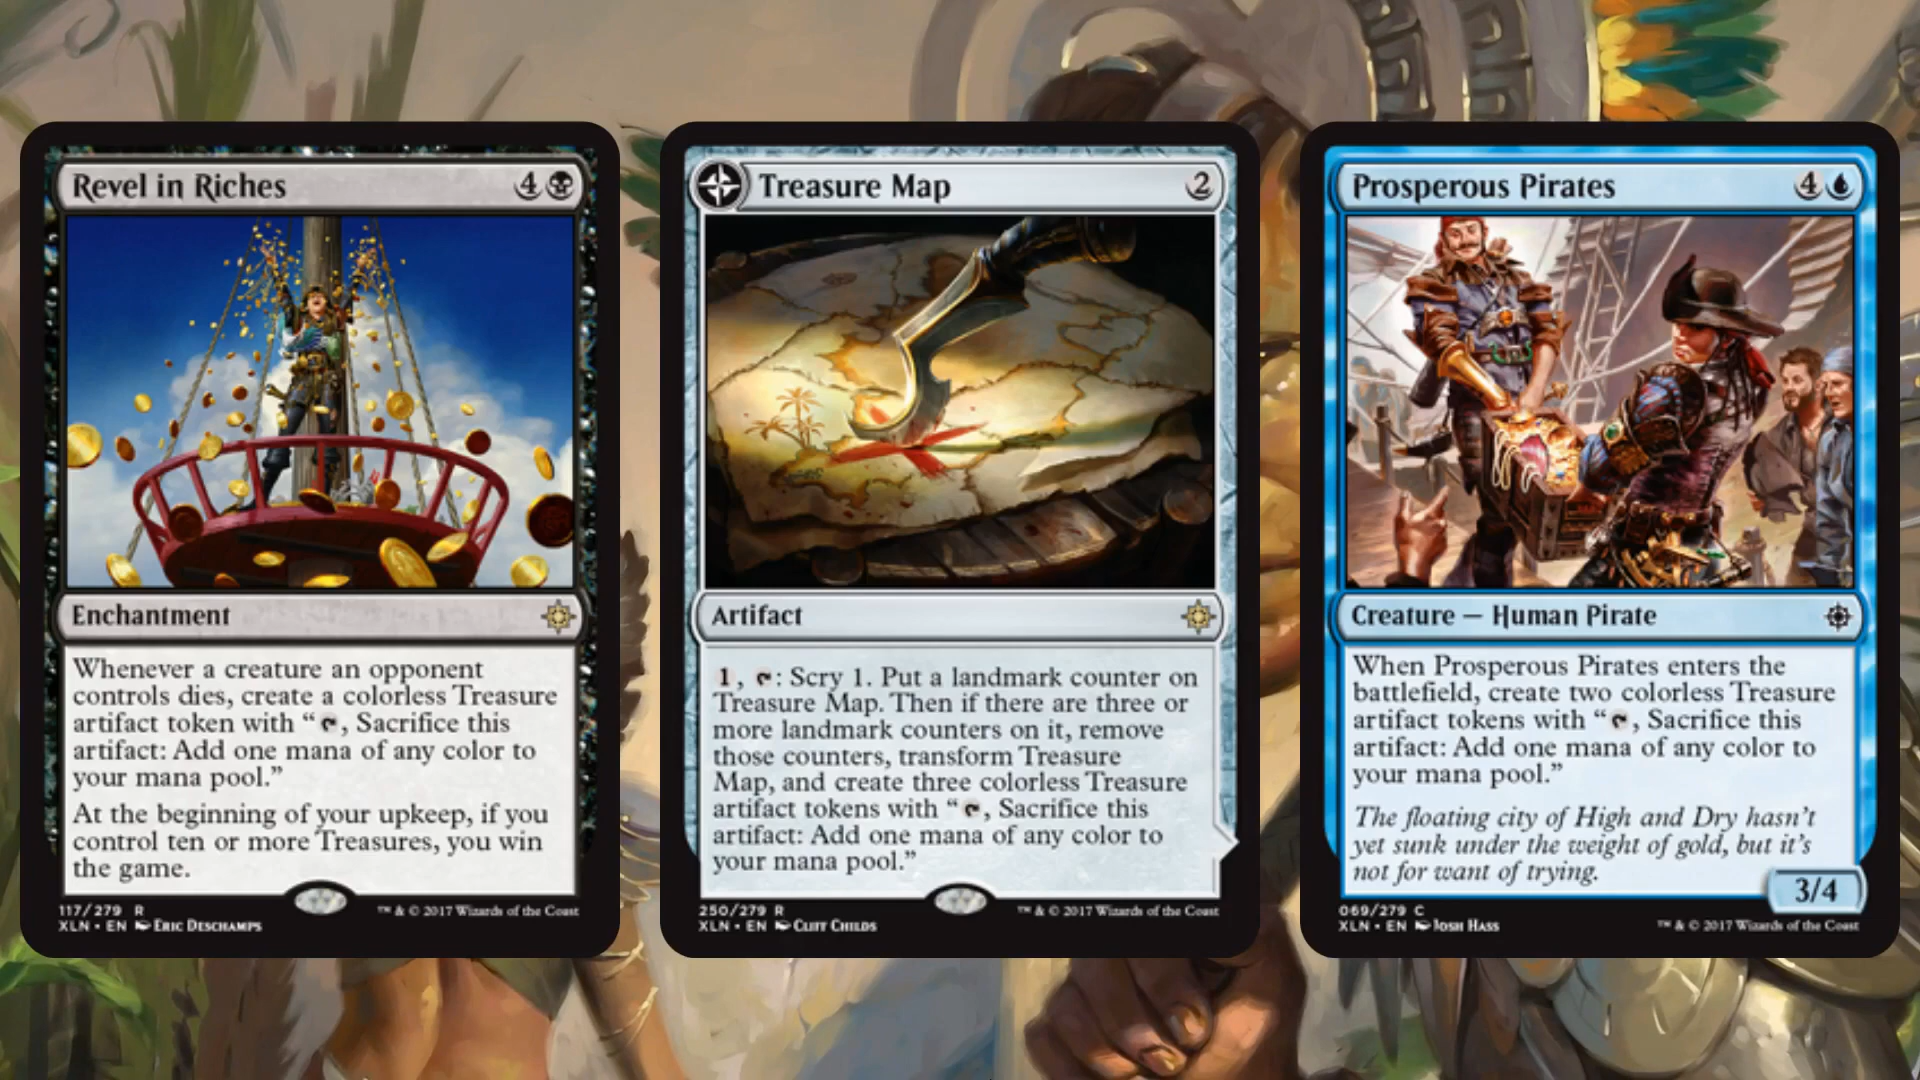 Revel in Riches 4
Enchantment
Whenever a creature an opponent
controls dies, create a colorless Treasure
artifact token with “ , Sacrifice this
artifact: Add one mana of any color to
your mana pool.”
At the beginning of your upkeep, if you
control ten or more Treasures, you win
the game.
117/279 R
XLN • EN Eric Deschamps
™ & © 2017 Wizards of the Coast
Treasure Map 2
Artifact
1, : Scry 1. Put a landmark counter on
Treasure Map. Then if there are three or
more landmark counters on it, remove
those counters, transform Treasure
Map, and create three colorless Treasure
artifact tokens with “ , Sacrifice this
artifact: Add one mana of any color to
your mana pool.”
250/279 R
XLN • EN Cliff Childs
™ & © 2017 Wizards of the Coast
Prosperous Pirates 4
Creature — Human Pirate
When Prosperous Pirates enters the
battlefield, create two colorless Treasure
artifact tokens with “ , Sacrifice this
artifact: Add one mana of any color to
your mana pool.”
The floating city of High and Dry hasn’t
yet sunk under the weight of gold, but it’s
not for want of trying.
3/4
069/279 C
XLN • EN Josh Hass
™ & © 2017 Wizards of the Coast